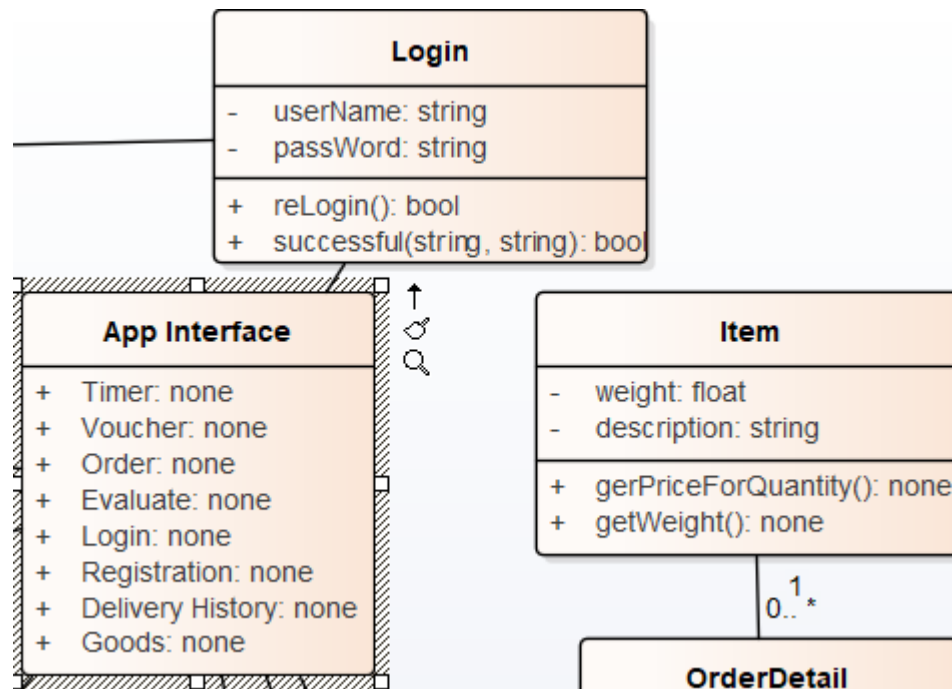 Login
- userName: string
- passWord: string
+ reLogin(): bool
+ successful(string, string): bool
App Interface
+ Timer: none
+ Voucher: none
+ Order: none
+ Evaluate: none
+ Login: none
+ Registration: none
+ Delivery History: none
+ Goods: none
Item
- weight: float
- description: string
+ gerPriceForQuantity(): none
+ getWeight(): none
1
0..*
OrderDetail